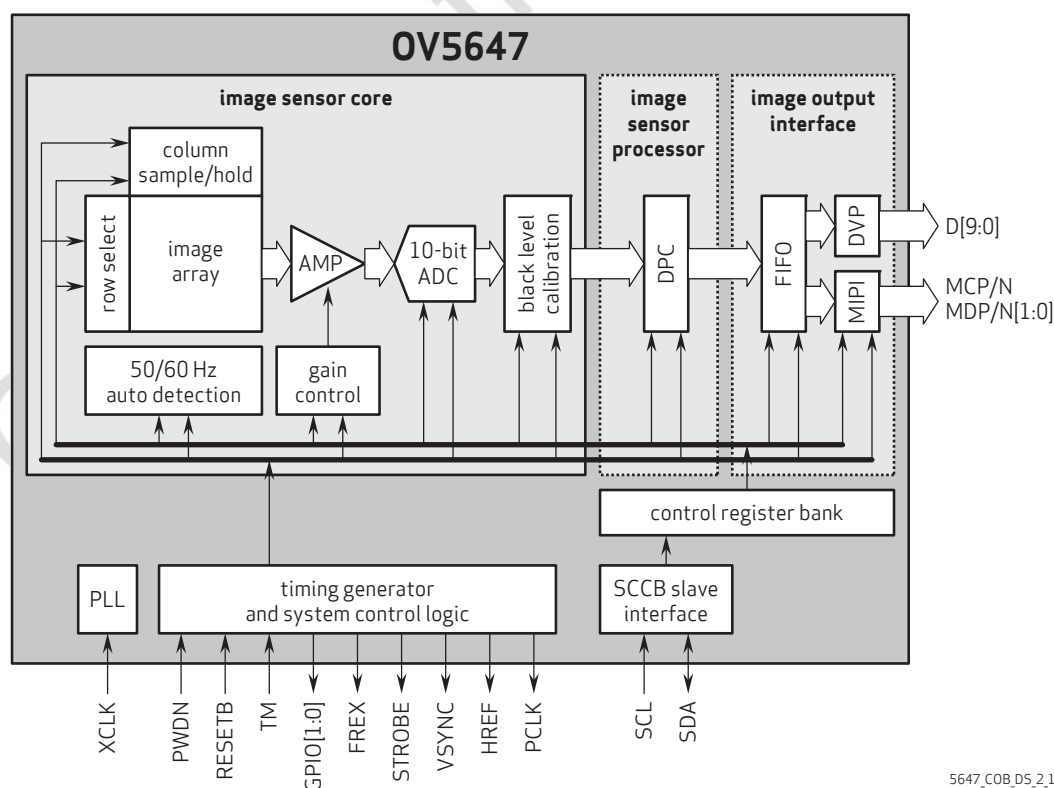 OV5647
image sensor core
image
sensor
processor
image output
interface
column
sample/hold
row select
image
array
AMP
10-bit
ADC
black level
calibration
DPC
FIFO
DVP
MIPI
D[9:0]
MCP/N
MDP/N[1:0]
50/60 Hz
auto detection
gain
control
control register bank
PLL
timing generator
and system control logic
SCCB slave
interface
XCLK
PWDN
RESETB
TM
GPIO[1:0]
FREX
STROBE
VSYNC
HREF
PCLK
SCL
SDA
5647_COB_DS_2_1